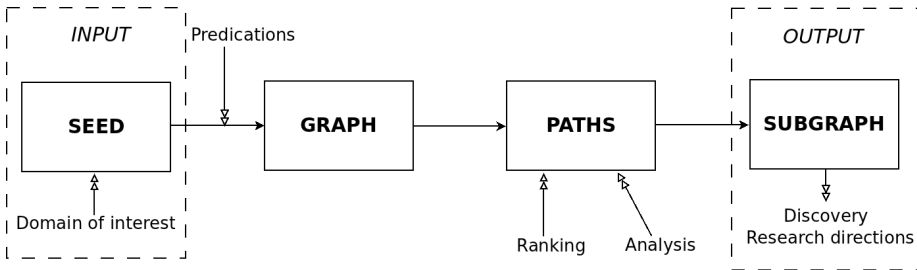 INPUT
Predications
OUTPUT
SEED
GRAPH
PATHS
SUBGRAPH
Domain of interest
Ranking
Analysis
Discovery
Research directions